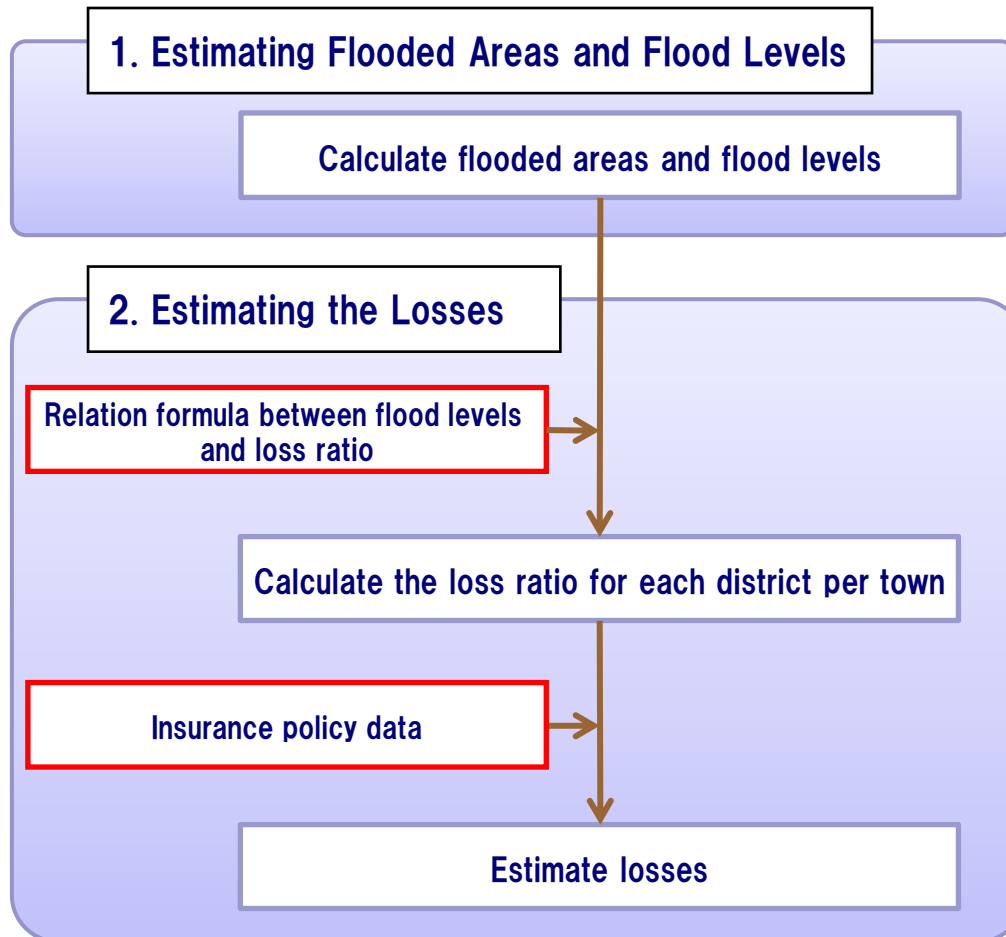 1. Estimating Flooded Areas and Flood Levels
Calculate flooded areas and flood levels
2. Estimating the Losses
Relation formula between flood levels
and loss ratio
Calculate the loss ratio for each district per town
Insurance policy data
Estimate losses